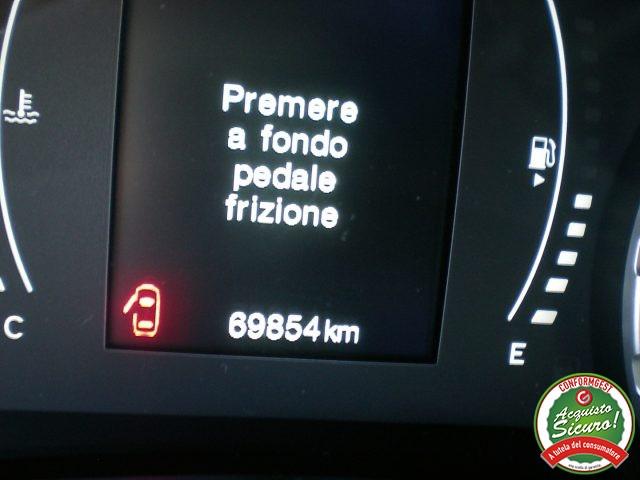 Premere
a fondo
pedale
frizione
69854 km
C
E
CONFORMGEST
Acquisto
Sicuro!
A tutela del consumatore